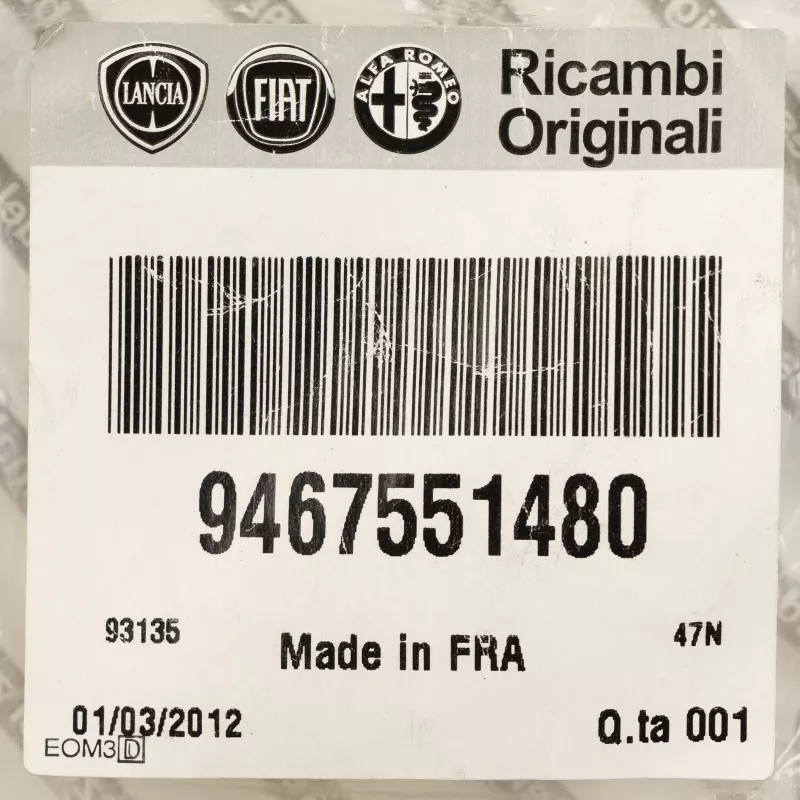 LANCIA
FIAT
ALFA ROMEO
Ricambi
Originali
9467551480
93135
Made in FRA
47N
01/03/2012
Q.ta 001
EOM3D